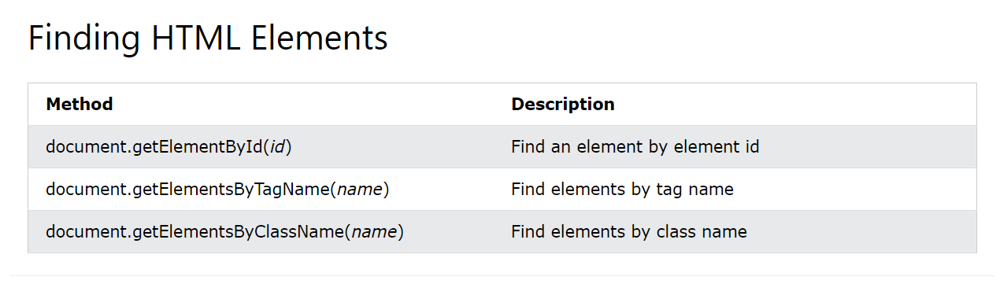 Finding HTML Elements
Method Description
document.getElementById(id) Find an element by element id
document.getElementsByTagName(name) Find elements by tag name
document.getElementsByClassName(name) Find elements by class name